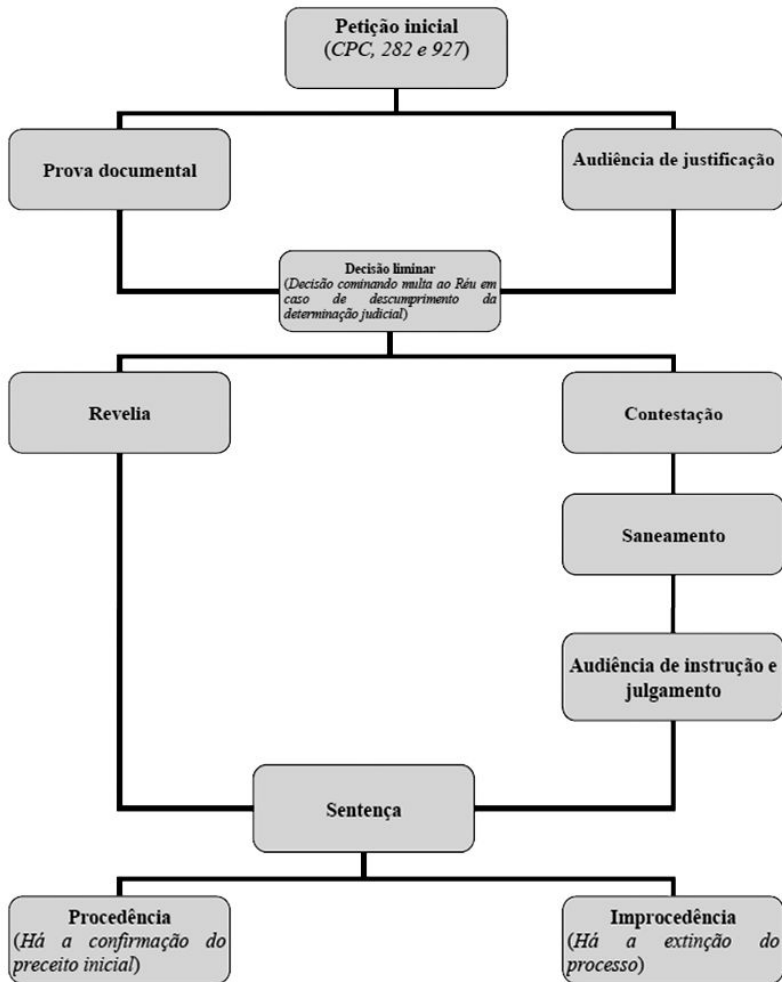 Petição inicial
(CPC, 282 e 927)
Prova documental
Audiência de justificação
Decisão liminar
(Decisão cominando multa ao Réu em
caso de descumprimento da
determinação judicial)
Revelia
Contestação
Saneamento
Audiência de instrução e
julgamento
Sentença
Procedência
(Há a confirmação do
preceito inicial)
Improcedência
(Há a extinção do
processo)